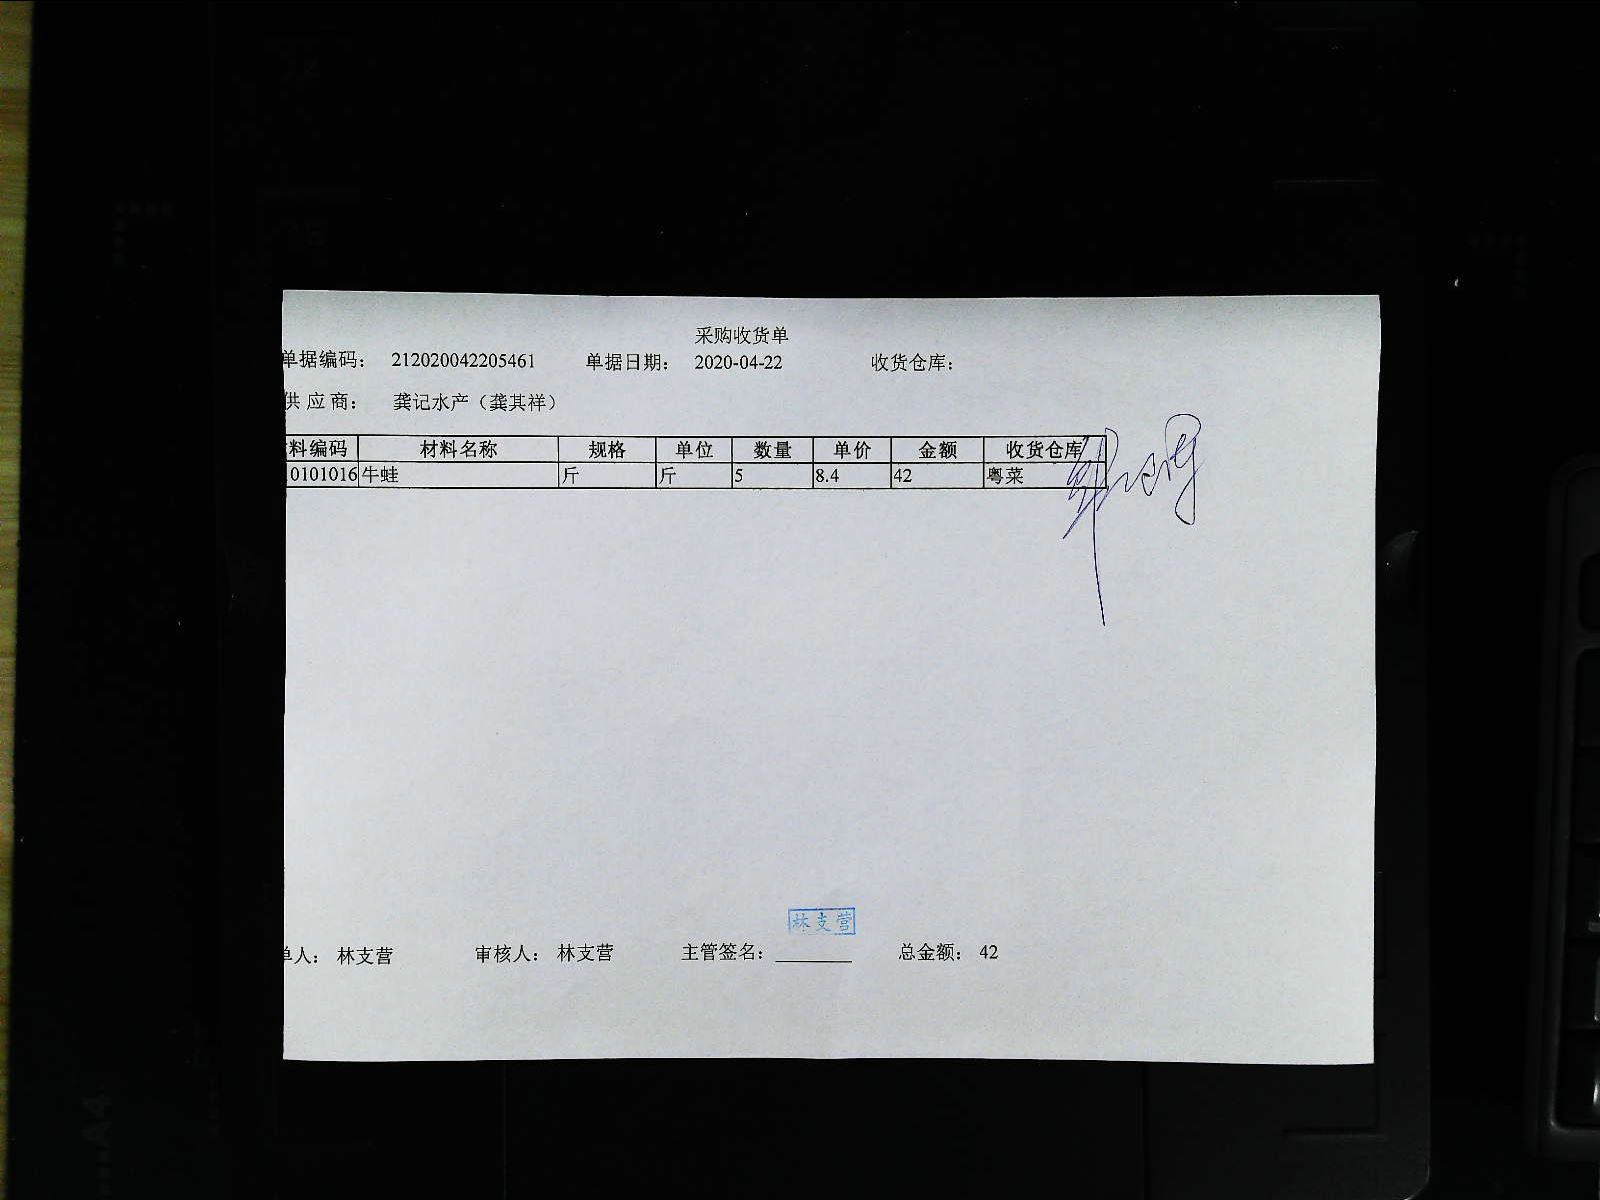 采购收货单
单据编码： 212020042205461 单据日期： 2020-04-22 收货仓库：
供应商： 龚记水产（龚其祥）
料编码 材料名称 规格 单位 数量 单价 金额 收货仓库
0101016 牛蛙 斤 斤 5 8.4 42 粤菜
林支营
单人： 林支营 审核人： 林支营 主管签名： 总金额： 42